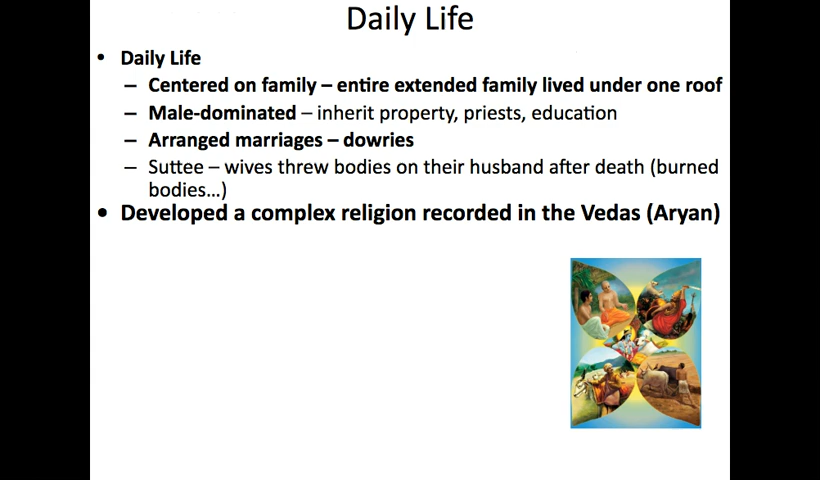 Daily Life
• Daily Life
– Centered on family – entire extended family lived under one roof
– Male-dominated – inherit property, priests, education
– Arranged marriages – dowries
– Suttee – wives threw bodies on their husband after death (burned
bodies...)
• Developed a complex religion recorded in the Vedas (Aryan)